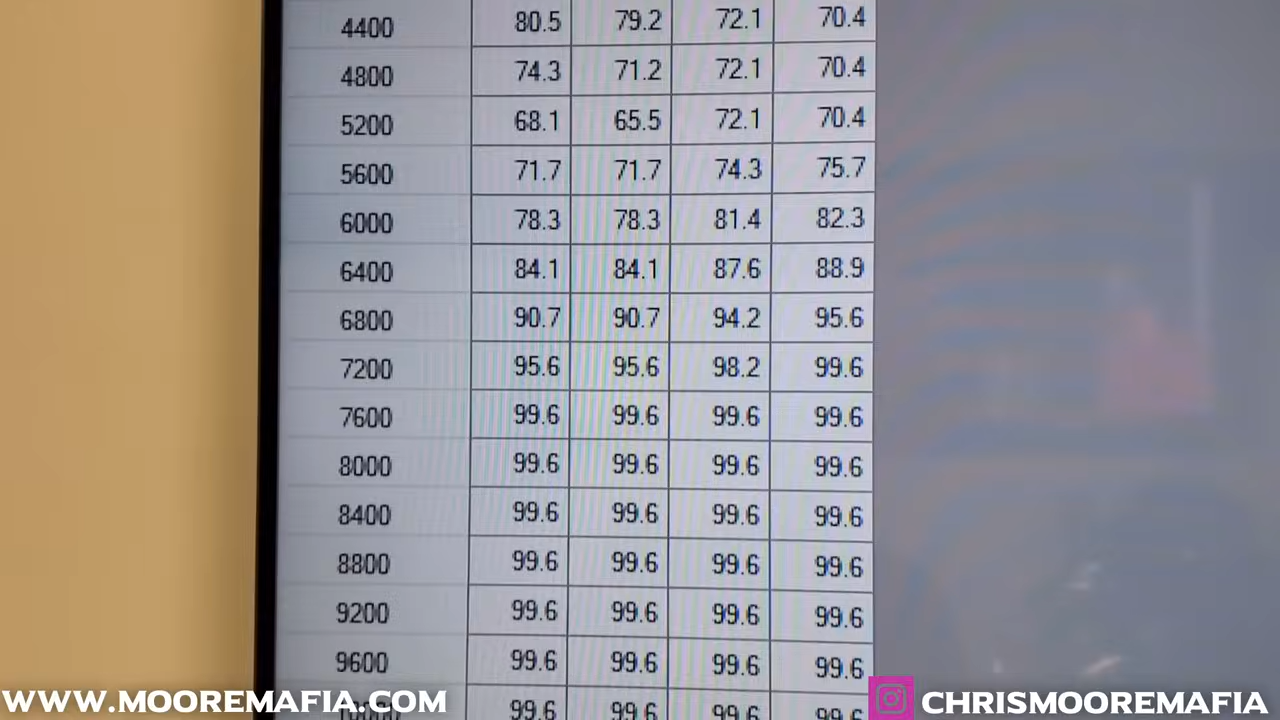 4400 80.5 79.2 72.1 70.4
4800 74.3 71.2 72.1 70.4
5200 68.1 65.5 72.1 70.4
5600 71.7 71.7 74.3 75.7
6000 78.3 78.3 81.4 82.3
6400 84.1 84.1 87.6 88.9
6800 90.7 90.7 94.2 95.6
7200 95.6 95.6 98.2 99.6
7600 99.6 99.6 99.6 99.6
8000 99.6 99.6 99.6 99.6
8400 99.6 99.6 99.6 99.6
8800 99.6 99.6 99.6 99.6
9200 99.6 99.6 99.6 99.6
9600 99.6 99.6 99.6 99.6
99.6 99.6 99.6 99.6
WWW.MOOREMAFIA.COM
CHRISMOOREMAFIA